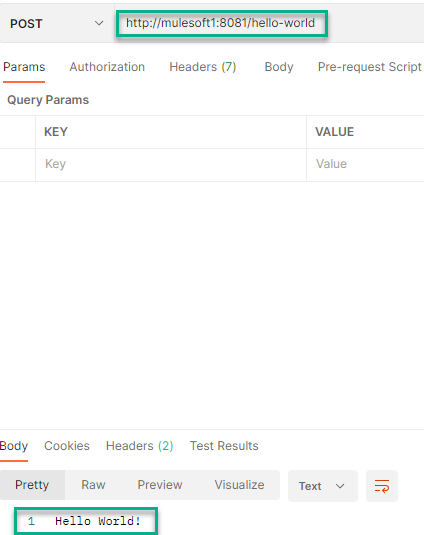 POST http://mulesoft1:8081/hello-world
Params Authorization Headers (7) Body Pre-request Script
Query Params
KEY VALUE
Key Value
Body Cookies Headers (2) Test Results
Pretty Raw Preview Visualize Text
1 Hello World!